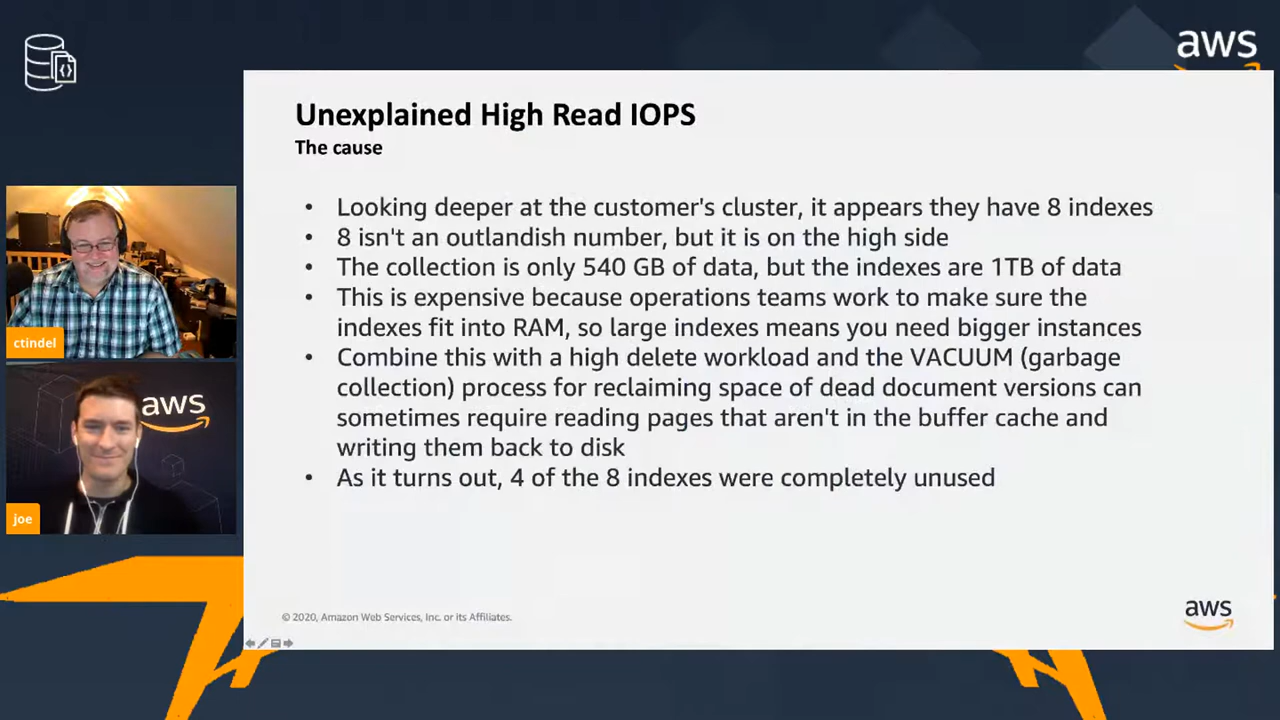 aws
Unexplained High Read IOPS
The cause
• Looking deeper at the customer's cluster, it appears they have 8 indexes
• 8 isn't an outlandish number, but it is on the high side
• The collection is only 540 GB of data, but the indexes are 1TB of data
• This is expensive because operations teams work to make sure the
indexes fit into RAM, so large indexes means you need bigger instances
• Combine this with a high delete workload and the VACUUM (garbage
collection) process for reclaiming space of dead document versions can
sometimes require reading pages that aren't in the buffer cache and
writing them back to disk
• As it turns out, 4 of the 8 indexes were completely unused
ctindel
aws
joe
© 2020, Amazon Web Services, Inc. or its Affiliates.
aws